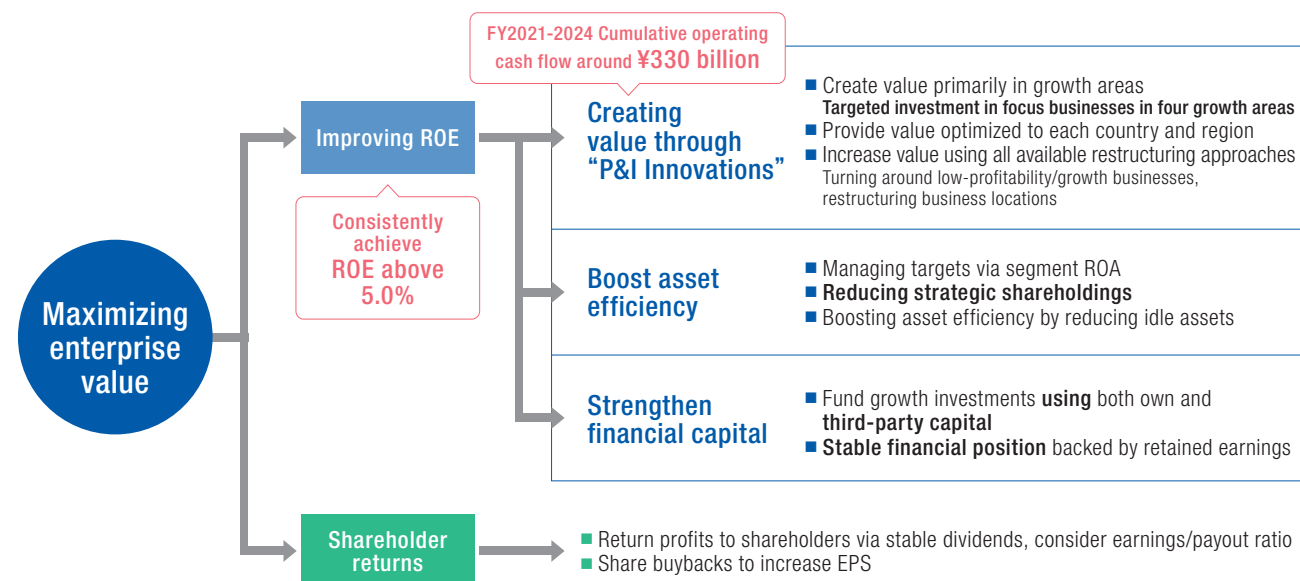 FY2021-2024 Cumulative operating
cash flow around ¥330 billion
Maximizing
enterprise
value
Improving ROE
Consistently
achieve
ROE above
5.0%
Creating
value through
“P&I Innovations”
■ Create value primarily in growth areas
Targeted investment in focus businesses in four growth areas
■ Provide value optimized to each country and region
■ Increase value using all available restructuring approaches
Turning around low-profitability/growth businesses,
restructuring business locations
Boost asset
efficiency
■ Managing targets via segment ROA
■ Reducing strategic shareholdings
■ Boosting asset efficiency by reducing idle assets
Strengthen
financial capital
■ Fund growth investments using both own and
third-party capital
■ Stable financial position backed by retained earnings
Shareholder
returns
■ Return profits to shareholders via stable dividends, consider earnings/payout ratio
■ Share buybacks to increase EPS